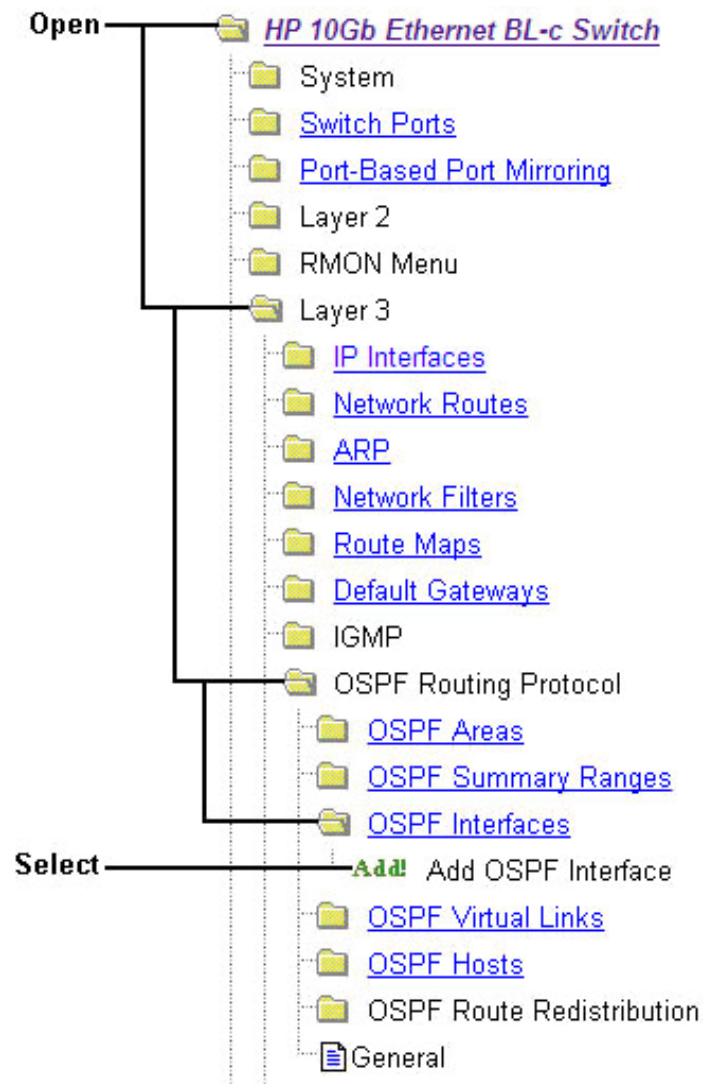 Open HP 10Gb Ethernet BL-c Switch
System
Switch Ports
Port-Based Port Mirroring
Layer 2
RMON Menu
Layer 3
IP Interfaces
Network Routes
ARP
Network Filters
Route Maps
Default Gateways
IGMP
OSPF Routing Protocol
OSPF Areas
OSPF Summary Ranges
OSPF Interfaces
Select Add! Add OSPF Interface
OSPF Virtual Links
OSPF Hosts
OSPF Route Redistribution
General